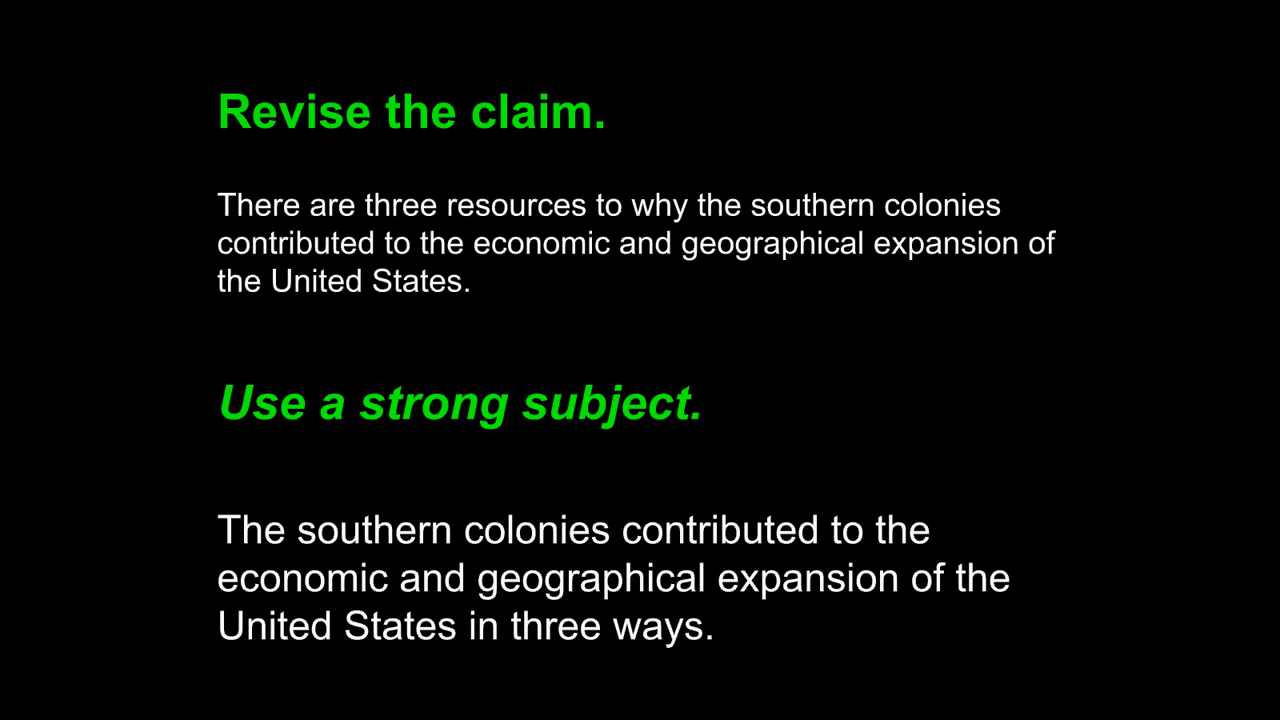 Revise the claim.
There are three resources to why the southern colonies
contributed to the economic and geographical expansion of
the United States.
Use a strong subject.
The southern colonies contributed to the
economic and geographical expansion of the
United States in three ways.